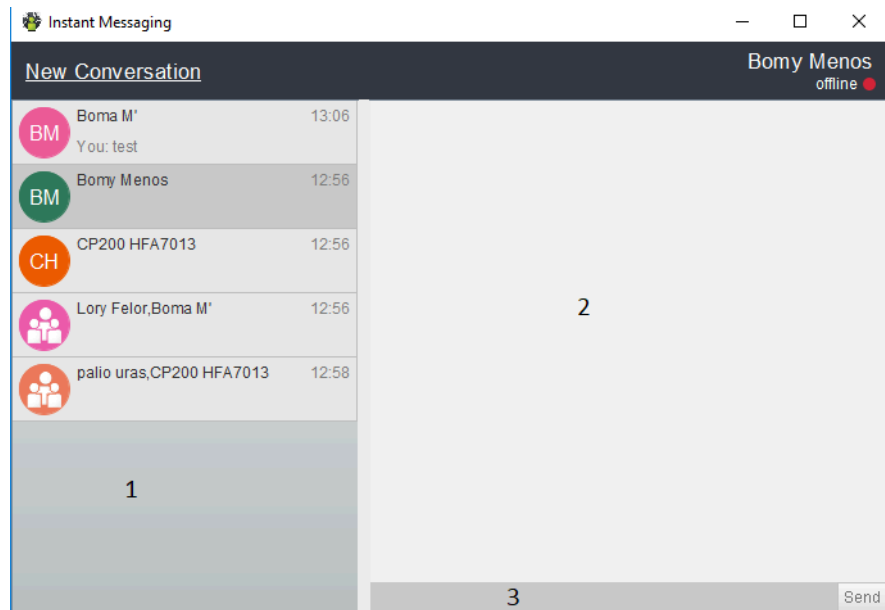 Instant Messaging
New Conversation
Bomy Menos
offline
BM
Boma M'
13:06
You: test
BM
Bomy Menos
12:56
CH
CP200 HFA7013
12:56
Lory Felor,Boma M'
12:56
palio uras,CP200 HFA7013
12:58
1
2
3
Send